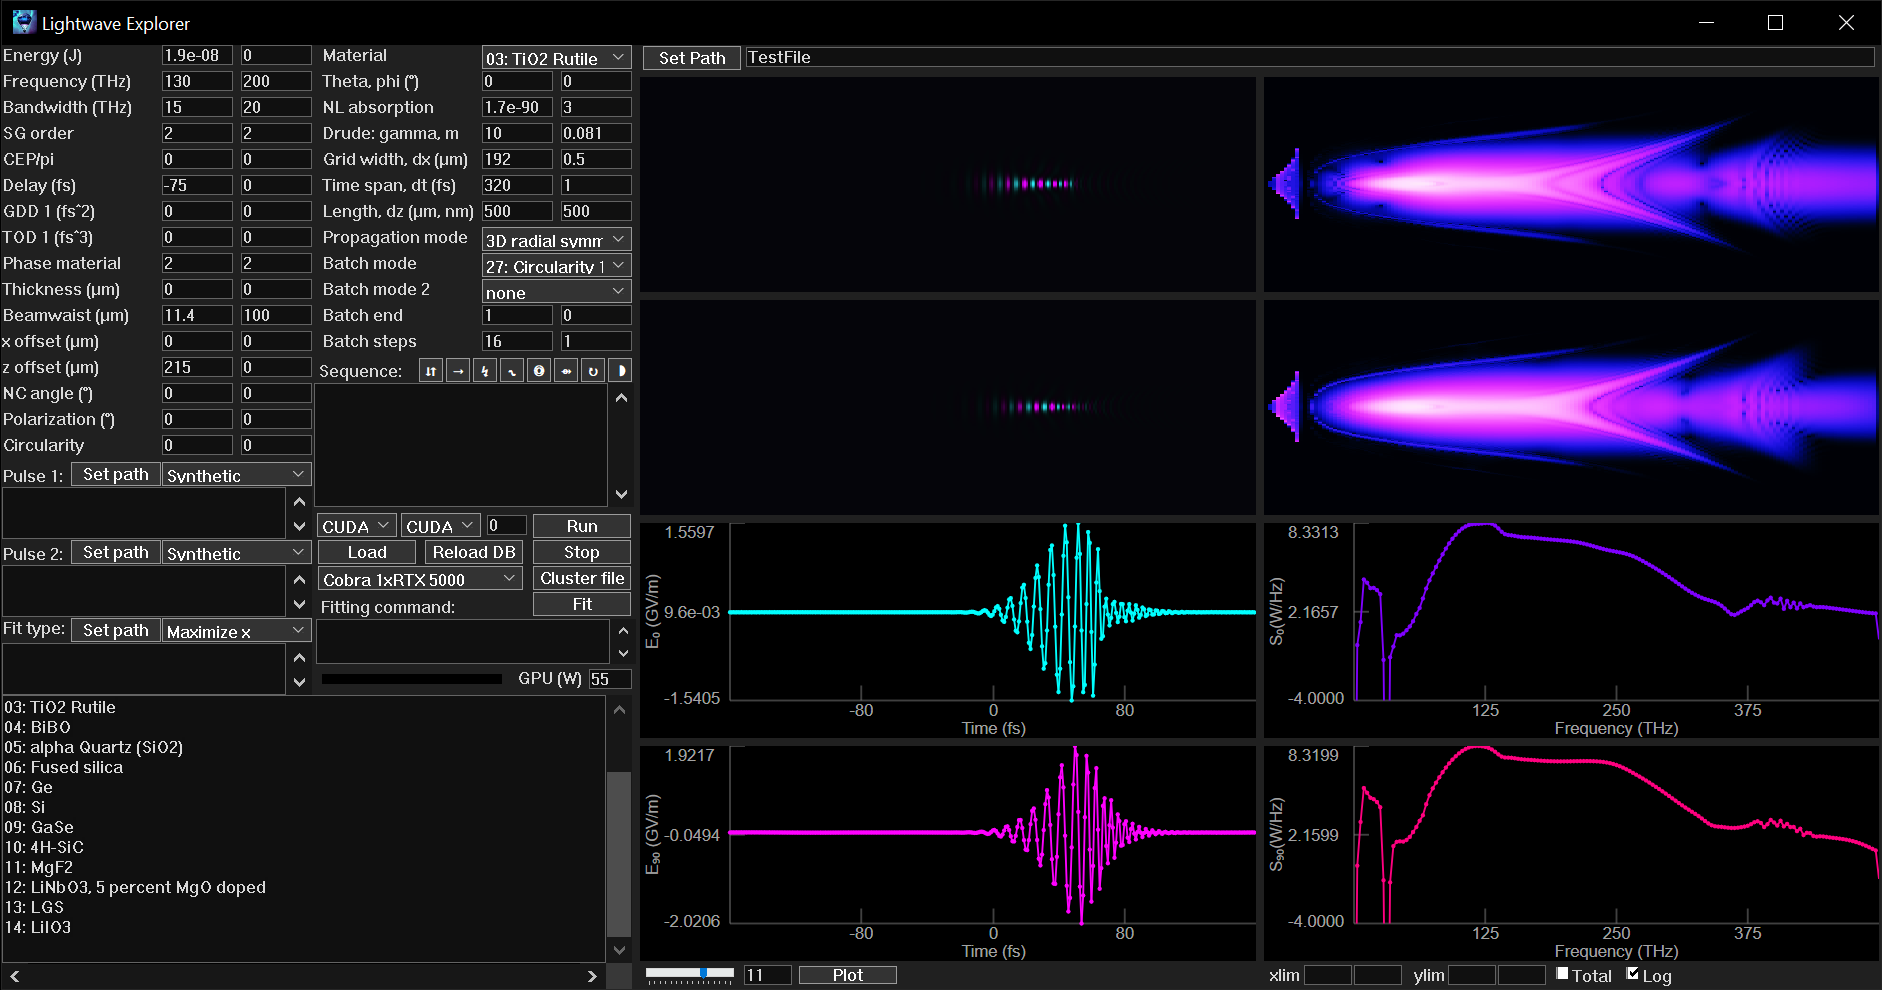 Lightwave Explorer
Energy (J) 1.9e-08 0
Frequency (THz) 130 200
Bandwidth (THz) 15 20
SG order 2 2
CEP/pi 0 0
Delay (fs) -75 0
GDD 1 (fs^2) 0 0
TOD 1 (fs^3) 0 0
Phase material 2 2
Thickness (µm) 0 0
Beamwaist (µm) 11.4 100
x offset (µm) 0 0
z offset (µm) 215 0
NC angle (°) 0 0
Polarization (°) 0 0
Circularity 0 0
Pulse 1: Set path Synthetic
Pulse 2: Set path Synthetic
Fit type: Set path Maximize x
Material 03: TiO2 Rutile
Theta, phi (°) 0 0
NL absorption 1.7e-90 3
Drude: gamma, m 10 0.081
Grid width, dx (µm) 192 0.5
Time span, dt (fs) 320 1
Length, dz (µm, nm) 500 500
Propagation mode 3D radial symm
Batch mode 27: Circularity 1
Batch mode 2 none
Batch end 1 0
Batch steps 16 1
Sequence:
CUDA CUDA 0 Run
Load Reload DB Stop
Cobra 1xRTX 5000 Cluster file
Fitting command: Fit
GPU (W) 55
03: TiO2 Rutile
04: BiBO
05: alpha Quartz (SiO2)
06: Fused silica
07: Ge
08: Si
09: GaSe
10: 4H-SiC
11: MgF2
12: LiNbO3, 5 percent MgO doped
13: LGS
14: LiIO3
Set Path TestFile
1.5597
9.6e-03
-1.5405
E₀ (GV/m)
-80 0 80
Time (fs)
8.3313
2.1657
-4.0000
S₀(W/Hz)
125 250 375
Frequency (THz)
1.9217
-0.0494
-2.0206
E₉₀ (GV/m)
-80 0 80
Time (fs)
8.3199
2.1599
-4.0000
S₉₀(W/Hz)
125 250 375
Frequency (THz)
11 Plot
xlim ylim Total Log